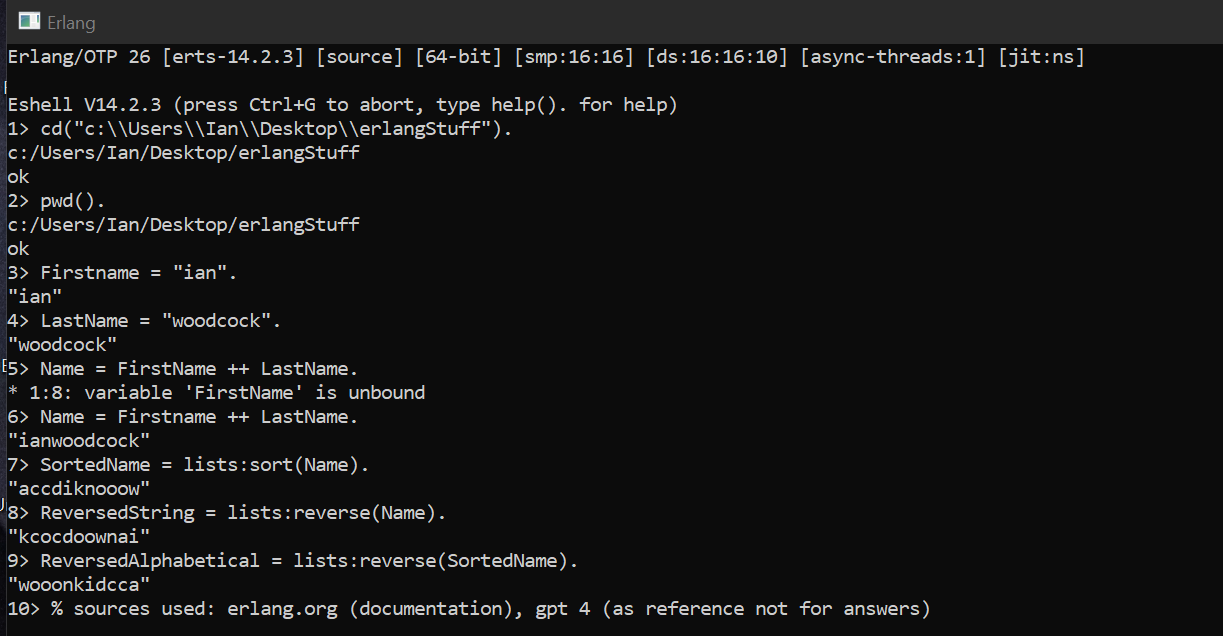 Erlang
Erlang/OTP 26 [erts-14.2.3] [source] [64-bit] [smp:16:16] [ds:16:16:10] [async-threads:1] [jit:ns]
Eshell V14.2.3 (press Ctrl+G to abort, type help(). for help)
1> cd("c:\\Users\\Ian\\Desktop\\erlangStuff").
c:/Users/Ian/Desktop/erlangStuff
ok
2> pwd().
c:/Users/Ian/Desktop/erlangStuff
ok
3> Firstname = "ian".
"ian"
4> LastName = "woodcock".
"woodcock"
5> Name = FirstName ++ LastName.
* 1:8: variable 'FirstName' is unbound
6> Name = Firstname ++ LastName.
"ianwoodcock"
7> SortedName = lists:sort(Name).
"accdiknooow"
8> ReversedString = lists:reverse(Name).
"kcocdoownai"
9> ReversedAlphabetical = lists:reverse(SortedName).
"wooonkidcca"
10> % sources used: erlang.org (documentation), gpt 4 (as reference not for answers)